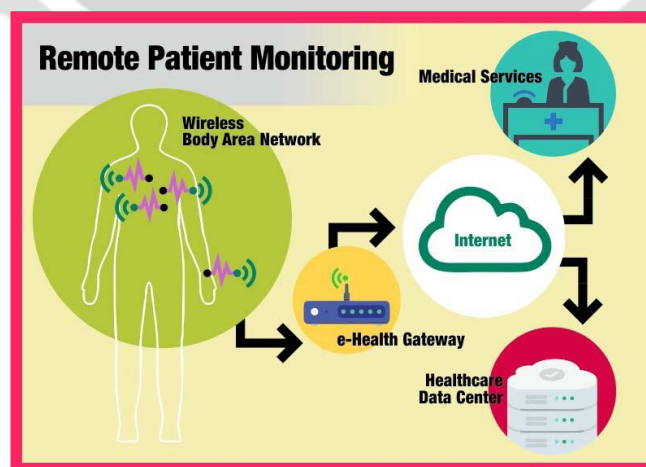 Remote Patient Monitoring
Medical Services
Wireless
Body Area Network
Internet
e-Health Gateway
Healthcare
Data Center